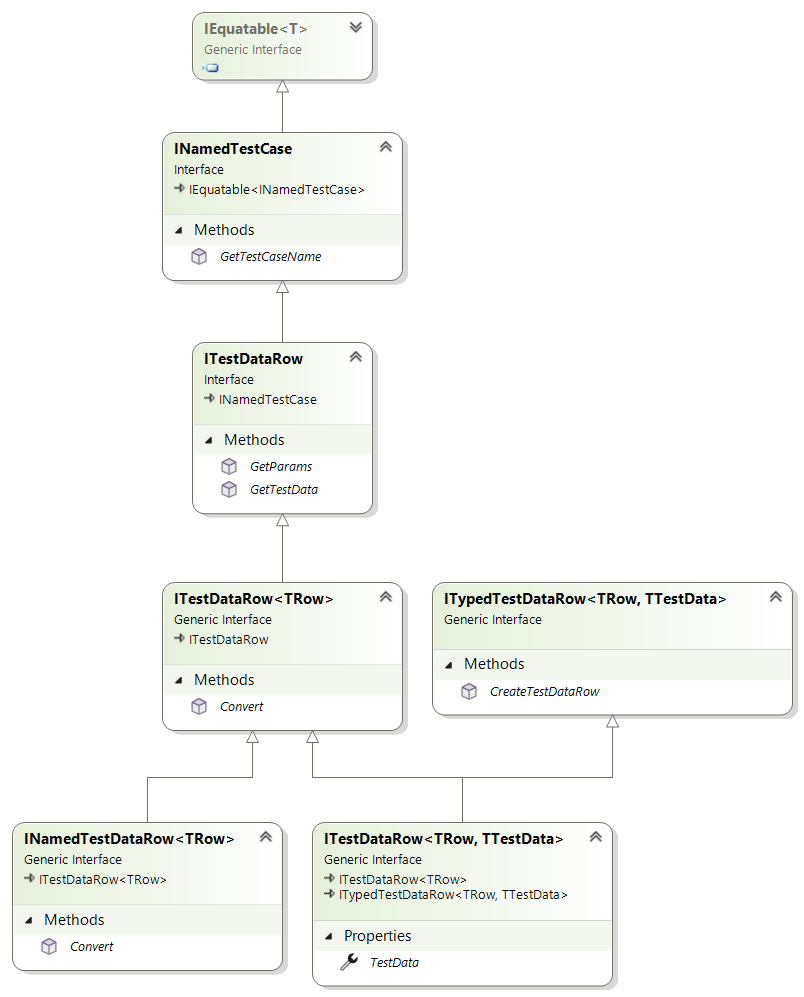 IEquatable<T>
Generic Interface
INamedTestCase
Interface
IEquatable<INamedTestCase>
Methods
GetTestCaseName
ITestDataRow
Interface
INamedTestCase
Methods
GetParams
GetTestData
ITestDataRow<TRow>
Generic Interface
ITestDataRow
Methods
Convert
ITypedTestDataRow<TRow, TTestData>
Generic Interface
Methods
CreateTestDataRow
INamedTestDataRow<TRow>
Generic Interface
ITestDataRow<TRow>
Methods
Convert
ITestDataRow<TRow, TTestData>
Generic Interface
ITestDataRow<TRow>
ITypedTestDataRow<TRow, TTestData>
Properties
TestData